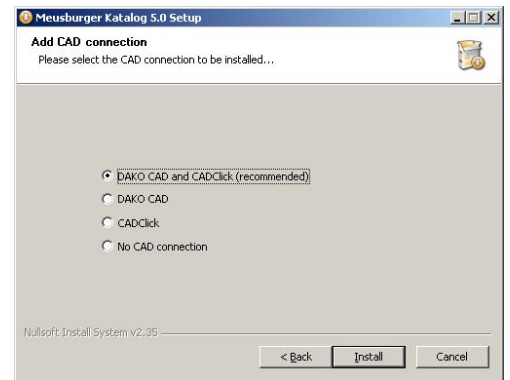 Meusburger Katalog 5.0 Setup
Add CAD connection
Please select the CAD connection to be installed...
DAKO CAD and CADClick (recommended)
DAKO CAD
CADClick
No CAD connection
Nullsoft Install System v2.35
< Back Install Cancel